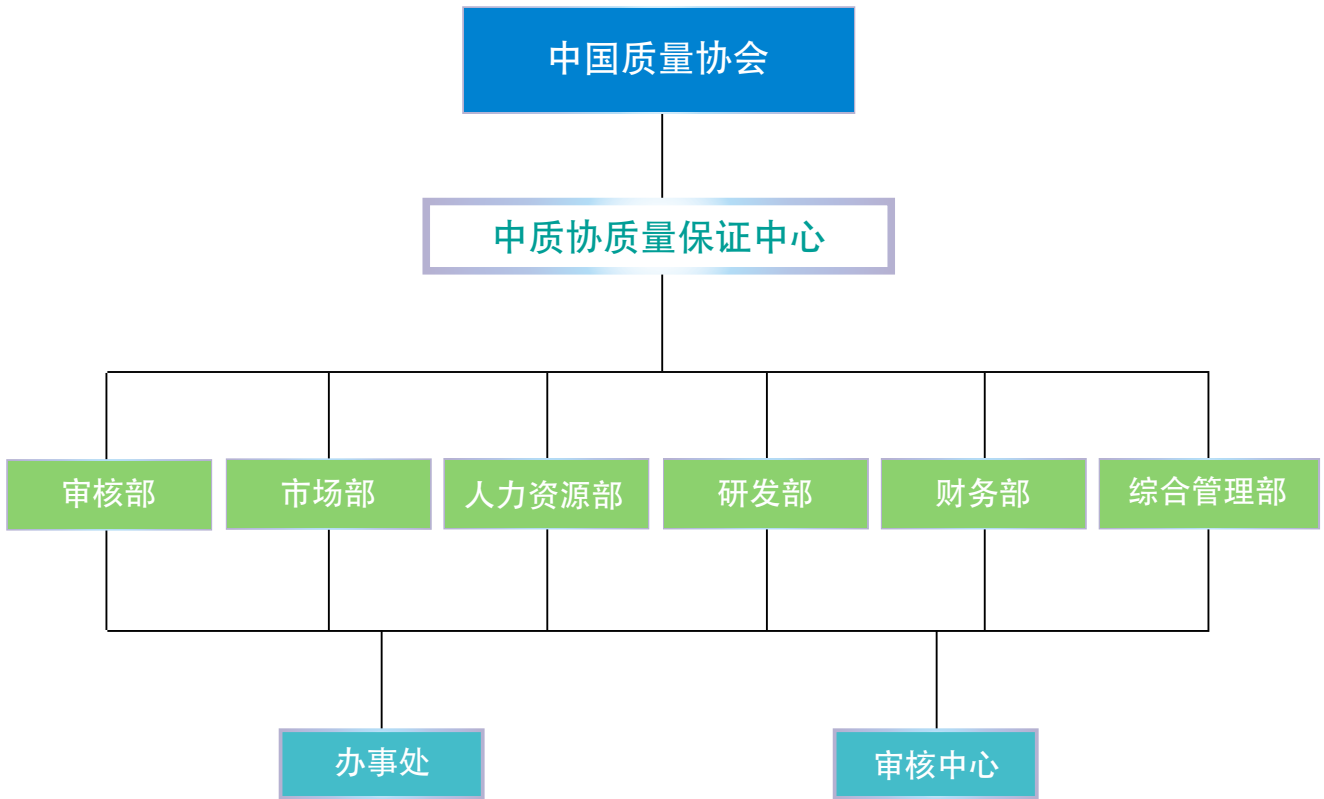 中国质量协会
中质协质量保证中心
审核部
市场部
人力资源部
研发部
财务部
综合管理部
办事处
审核中心